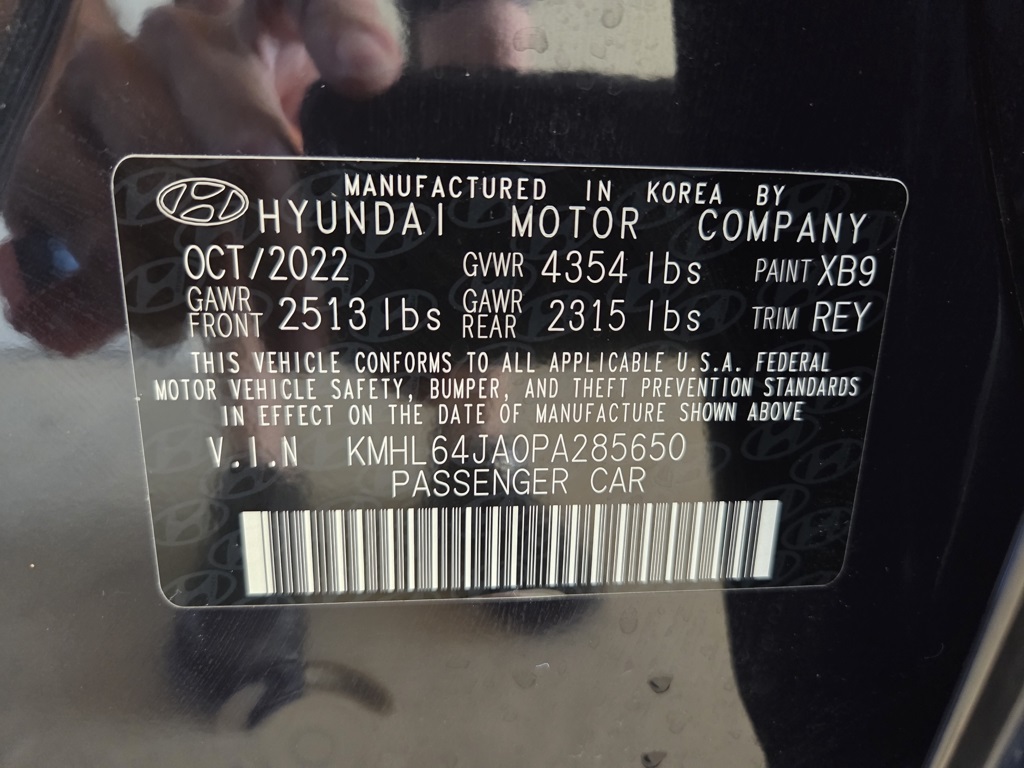 MANUFACTURED IN KOREA BY
HYUNDAI MOTOR COMPANY
OCT/2022 GVWR 4354 lbs PAINT XB9
GAWR FRONT 2513 lbs GAWR REAR 2315 lbs TRIM REY
THIS VEHICLE CONFORMS TO ALL APPLICABLE U.S.A. FEDERAL
MOTOR VEHICLE SAFETY, BUMPER, AND THEFT PREVENTION STANDARDS
IN EFFECT ON THE DATE OF MANUFACTURE SHOWN ABOVE
V.I.N KMHL64JA0PA285650
PASSENGER CAR